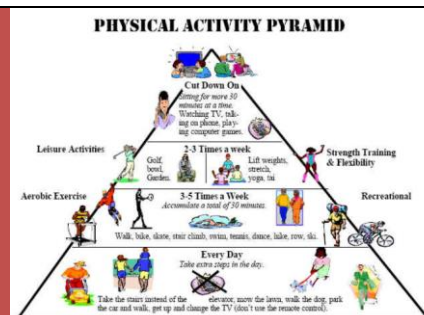 PHYSICAL ACTIVITY PYRAMID
Cut Down On
Sitting for more 30
minutes at a time.
Watching TV, talk-
ing on phone, play-
ing computer games.
Leisure Activities
2-3 Times a week
Strength Training
& Flexibility
Golf,
bowl,
Garden.
Lift weights,
stretch,
yoga, tai
Aerobic Exercise
3-5 Times a Week
Recreational
Accumulate a total of 30 minutes
Walk, bike, skate, stair climb, swim, tennis, dance, hike, row, ski.
Every Day
Take extra steps in the day.
Take the stairs instead of the elevator, mow the lawn, walk the dog, park
the car and walk, get up and change the TV (don't use the remote control).